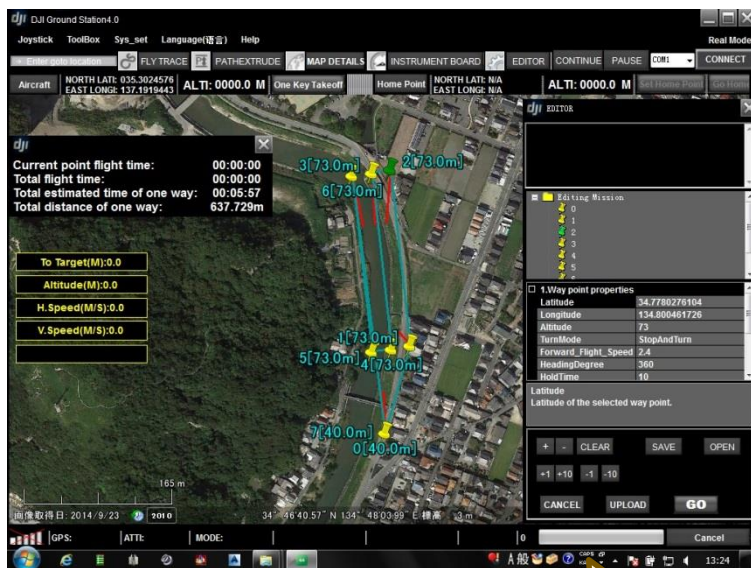 dji DJI Ground Station4.0
Joystick ToolBox Sys_set Language(语言) Help Real Mode
Enter goto location FLY TRACE PATHEXTRUDE MAP DETAILS INSTRUMENT BOARD EDITOR CONTINUE PAUSE COM1 CONNECT
Aircraft NORTH LATI: 035.3024576 ALTI: 0000.0 M One Key Takeoff Home Point NORTH LATI: N/A ALTI: 0000.0 M Set Home Point Go Home
EAST LONGI: 137.1919443 EAST LONGI: N/A
dji EDITOR
dji
Current point flight time: 00:00:00
Total flight time: 00:00:00
Total estimated time of one way: 00:05:57
Total distance of one way: 637.729m
3[73.0m] 2[73.0m]
6[73.0m]
Editing Mission
0
1
2
3
4
5
To Target(M):0.0
Altitude(M):0.0
H.Speed(M/S):0.0
V.Speed(M/S):0.0
1.Way point properties
Latitude 34.7780276104
Longitude 134.800461726
Altitude 73
TurnMode StopAndTurn
Forward_Flight_Speed 2.4
HeadingDegree 360
HoldTime 10
1[73.0m]
5[73.0m] 4[73.0m]
Latitude
Latitude of the selected way point.
7[40.0m]
0[40.0m]
+ - CLEAR SAVE OPEN
+1 +10 -1 -10
CANCEL UPLOAD GO
165 m
画像取得日: 2014/9/23 2010 34°46'40.57" N 134°48'03.99" E 標高 3 m
GPS: ATTI: MODE: 0 Cancel
A 般 CAPS 13:24